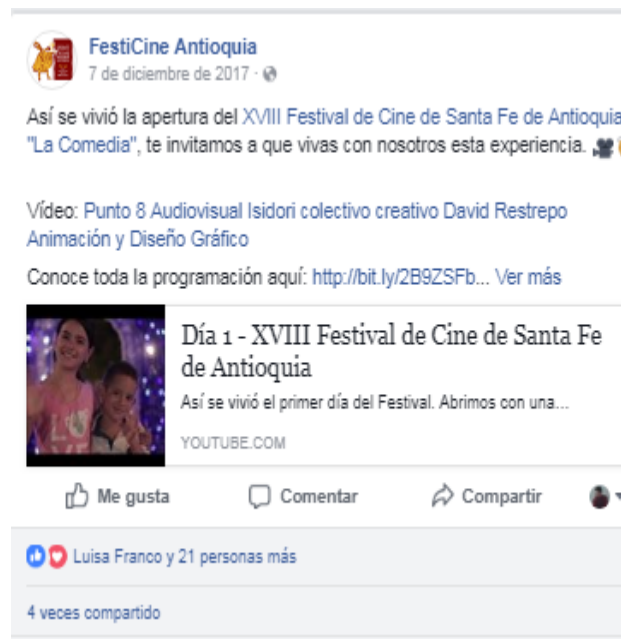 FestiCine Antioquia
7 de diciembre de 2017 ·
Así se vivió la apertura del XVIII Festival de Cine de Santa Fe de Antioquia
"La Comedia", te invitamos a que vivas con nosotros esta experiencia.
Vídeo: Punto 8 Audiovisual Isidori colectivo creativo David Restrepo
Animación y Diseño Gráfico
Conoce toda la programación aquí: http://bit.ly/2B9ZSFb... Ver más
Día 1 - XVIII Festival de Cine de Santa Fe
de Antioquia
Así se vivió el primer día del Festival. Abrimos con una...
YOUTUBE.COM
Me gusta Comentar Compartir
Luisa Franco y 21 personas más
4 veces compartido